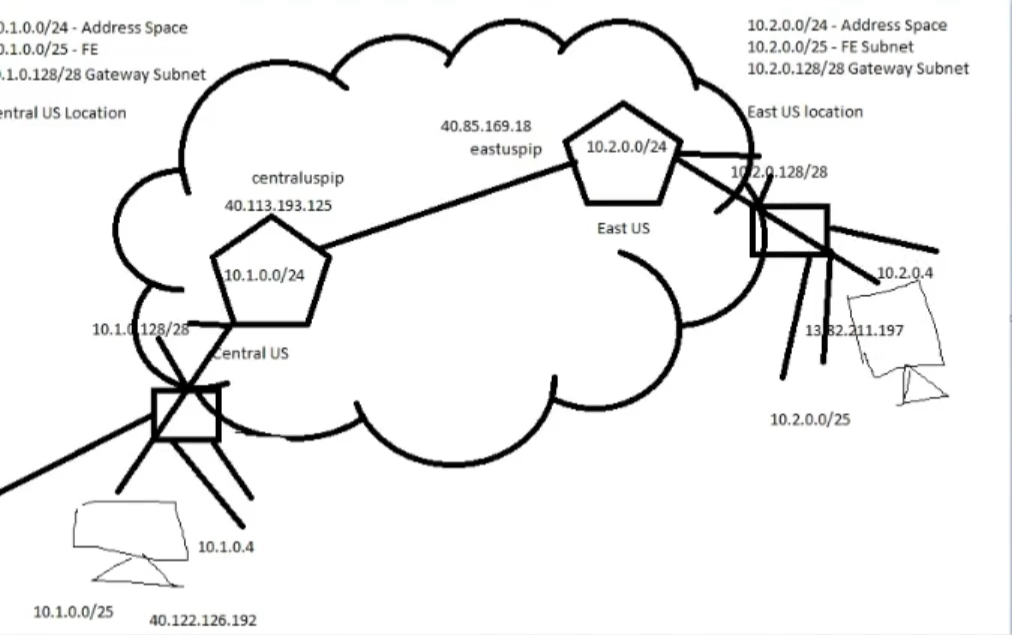 0.1.0.0/24 - Address Space
0.1.0.0/25 - FE
.1.0.128/28 Gateway Subnet
entral US Location
10.2.0.0/24 - Address Space
10.2.0.0/25 - FE Subnet
10.2.0.128/28 Gateway Subnet
East US location
40.85.169.18
eastuspip
10.2.0.0/24
East US
10.2.0.128/28
centraluspip
40.113.193.125
10.1.0.0/24
10.1.0.128/28
Central US
10.2.0.4
10.2.0.0/25
10.1.0.4
10.1.0.0/25
40.122.126.192